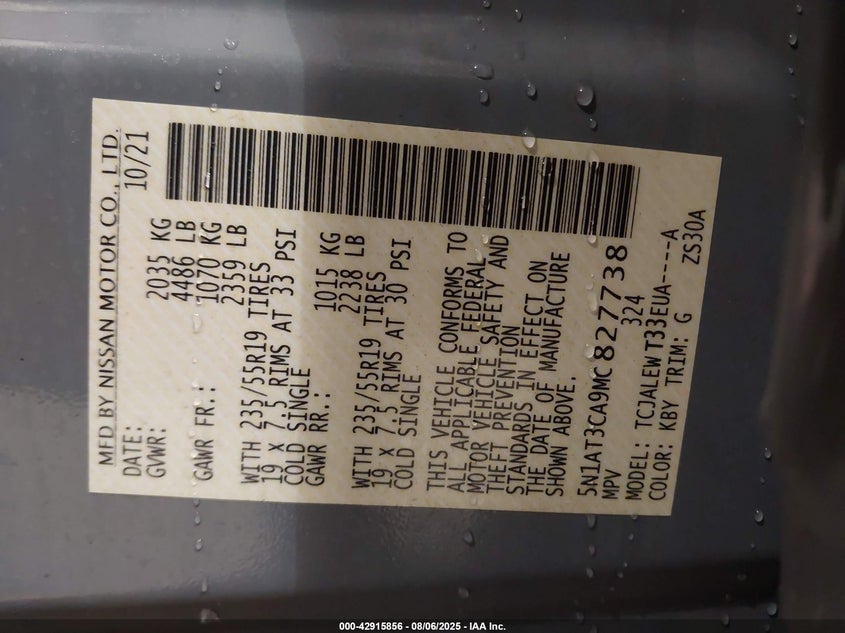 MFD BY NISSAN MOTOR CO., LTD.
DATE: 10/21
GVWR: 2035 KG
4486 LB
GAWR FR.: 1070 KG
2359 LB
WITH 235/55R19 TIRES
19 X 7.5 RIMS AT 33 PSI
COLD SINGLE
GAWR RR.: 1015 KG
2238 LB
WITH 235/55R19 TIRES
19 X 7.5 RIMS AT 30 PSI
COLD SINGLE
THIS VEHICLE CONFORMS TO
ALL APPLICABLE FEDERAL
MOTOR VEHICLE SAFETY AND
THEFT PREVENTION
STANDARDS IN EFFECT ON
THE DATE OF MANUFACTURE
SHOWN ABOVE.
5N1AT3CA9MC827738
MPV 324
MODEL: TCJALEWT33EUA----A
COLOR: KBY TRIM: G ZS30A
000-42915856 - 08/06/2025 - IAA Inc.